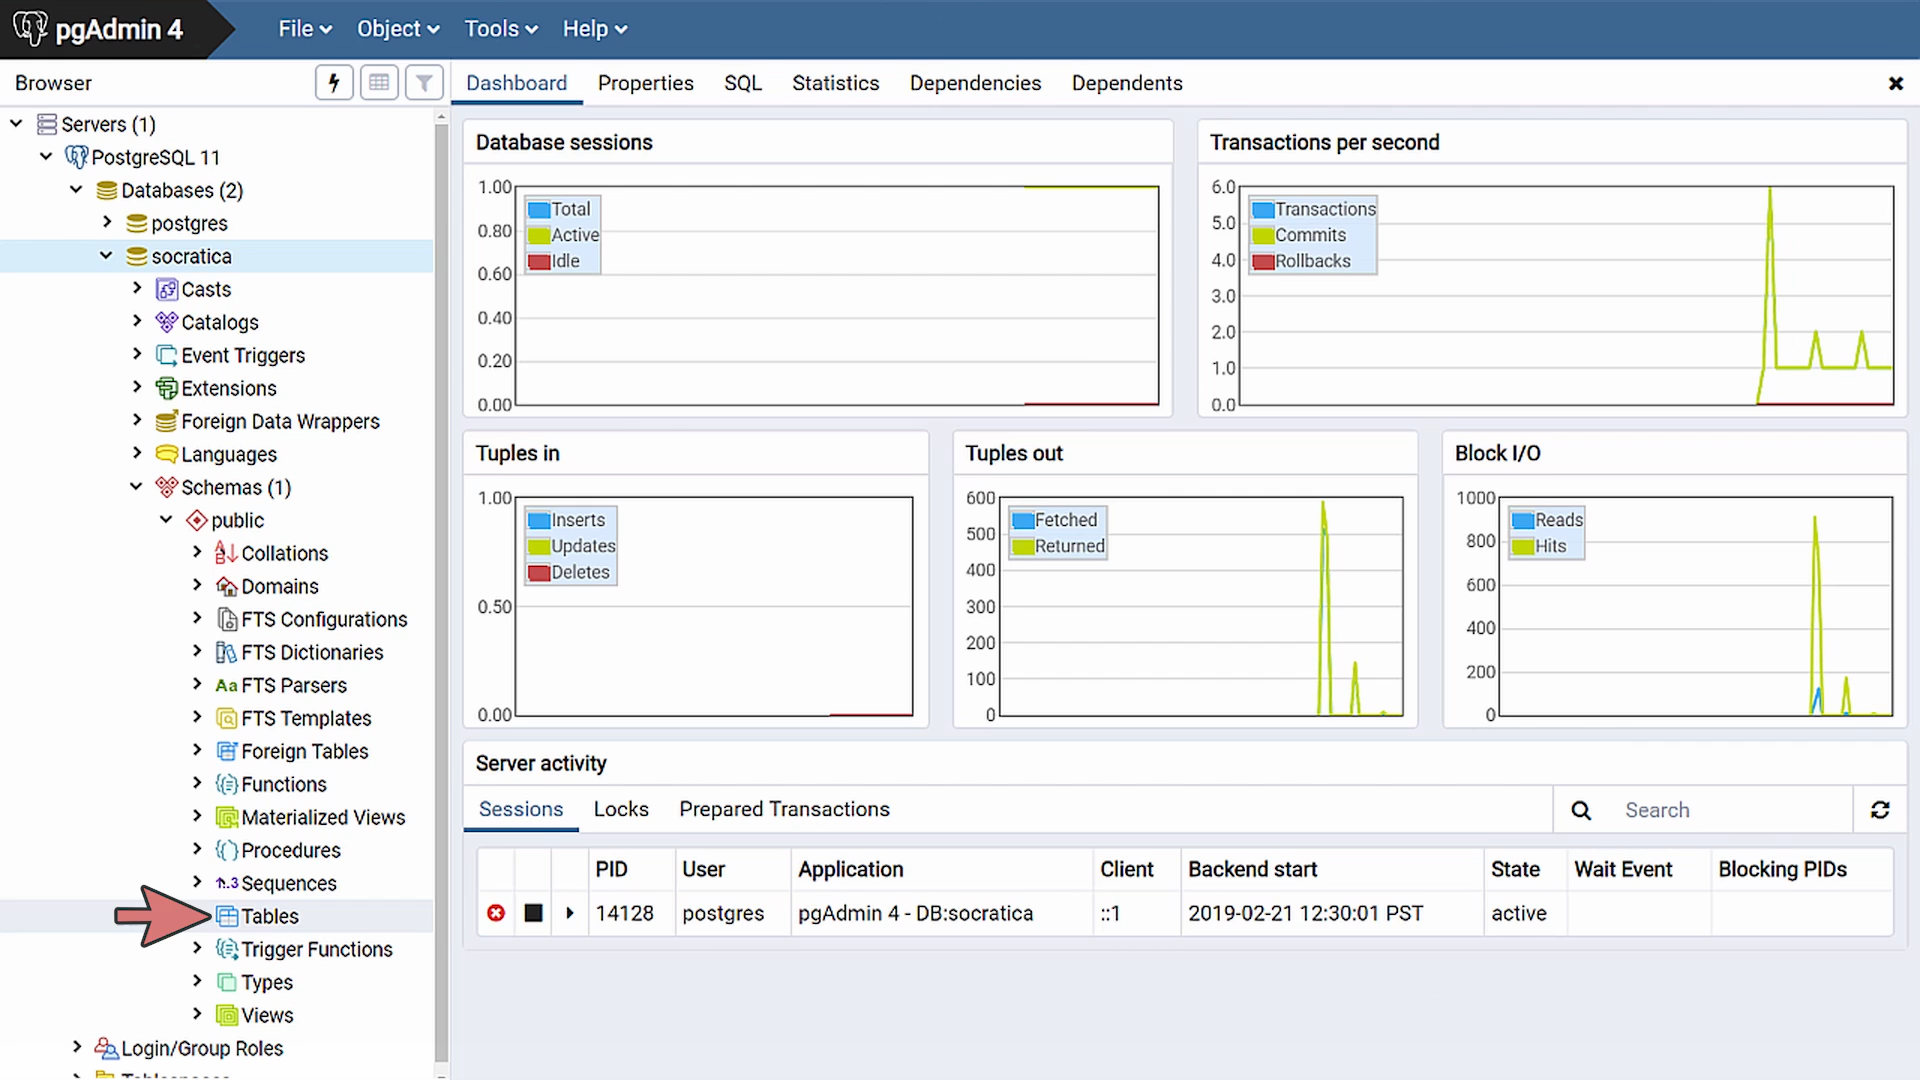 pgAdmin 4
File Object Tools Help
Browser
Dashboard Properties SQL Statistics Dependencies Dependents
Servers (1)
PostgreSQL 11
Databases (2)
postgres
socratica
Casts
Catalogs
Event Triggers
Extensions
Foreign Data Wrappers
Languages
Schemas (1)
public
Collations
Domains
FTS Configurations
FTS Dictionaries
Aa FTS Parsers
FTS Templates
Foreign Tables
Functions
Materialized Views
Procedures
1..3 Sequences
Tables
Trigger Functions
Types
Views
Login/Group Roles
Database sessions
1.00
0.80
0.60
0.40
0.20
0.00
Total
Active
Idle
Transactions per second
6.0
5.0
4.0
3.0
2.0
1.0
0.0
Transactions
Commits
Rollbacks
Tuples in
1.00
0.50
0.00
Inserts
Updates
Deletes
Tuples out
600
500
400
300
200
100
0
Fetched
Returned
Block I/O
1000
800
600
400
200
0
Reads
Hits
Server activity
Sessions Locks Prepared Transactions Search
PID User Application Client Backend start State Wait Event Blocking PIDs
14128 postgres pgAdmin 4 - DB:socratica ::1 2019-02-21 12:30:01 PST active